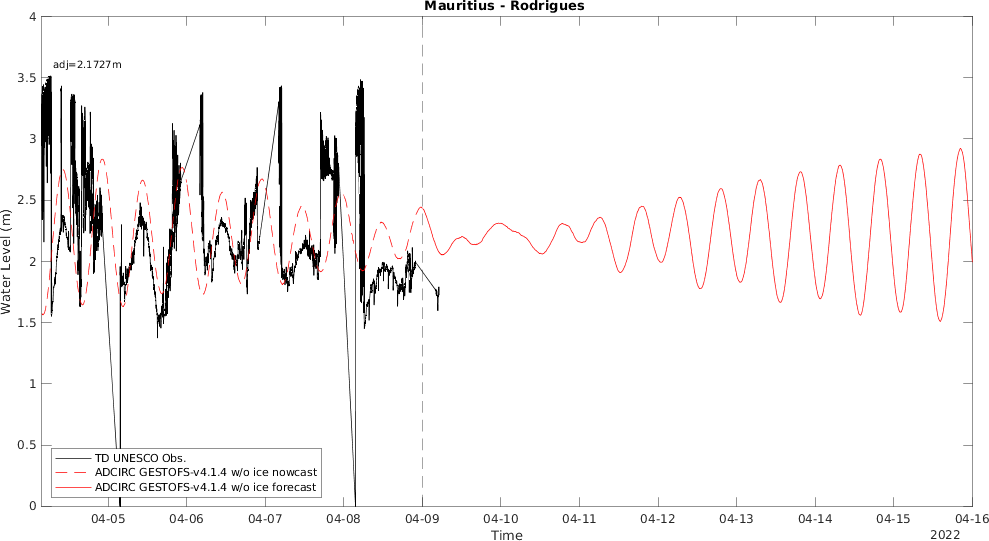 Mauritius - Rodrigues
adj=2.1727m
4
3.5
3
2.5
2
1.5
1
0.5
0
Water Level (m)
TD UNESCO Obs.
ADCIRC GESTOFS-v4.1.4 w/o ice nowcast
ADCIRC GESTOFS-v4.1.4 w/o ice forecast
04-05 04-06 04-07 04-08 04-09 04-10 04-11 04-12 04-13 04-14 04-15 04-16
Time
2022